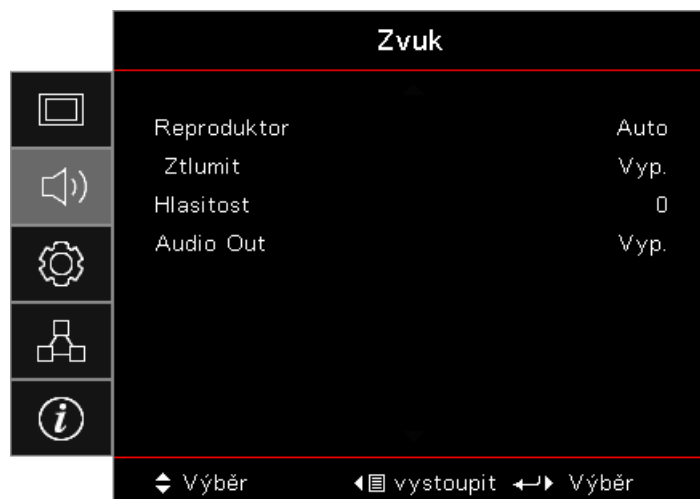 Zvuk
Reproduktor Auto
Ztlumit Vyp.
Hlasitost 0
Audio Out Vyp.
Výběr vystoupit Výběr